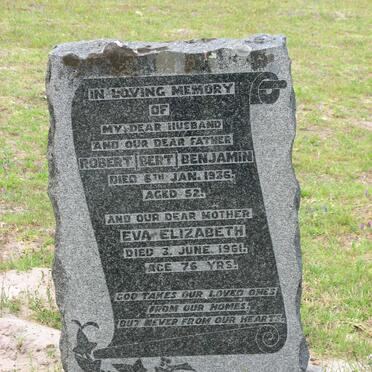 IN LOVING MEMORY
OF
MY DEAR HUSBAND
AND OUR DEAR FATHER
ROBERT [BERT] BENJAMIN
DIED 6TH JAN. 1936.
AGED 52.
AND OUR DEAR MOTHER
EVA ELIZABETH
DIED 3. JUNE. 1961.
AGE 76 YRS.
GOD TAKES OUR LOVED ONES
FROM OUR HOMES,
BUT NEVER FROM OUR HEARTS